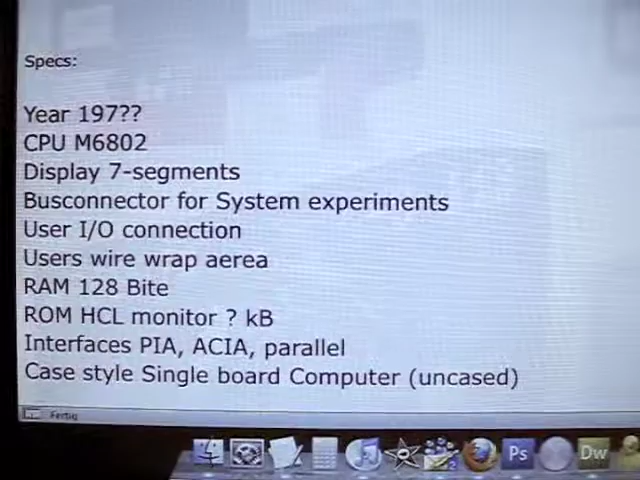 Specs:
Year 197??
CPU M6802
Display 7-segments
Busconnector for System experiments
User I/O connection
Users wire wrap aerea
RAM 128 Bite
ROM HCL monitor ? kB
Interfaces PIA, ACIA, parallel
Case style Single board Computer (uncased)
Fertig
Ps
Dw